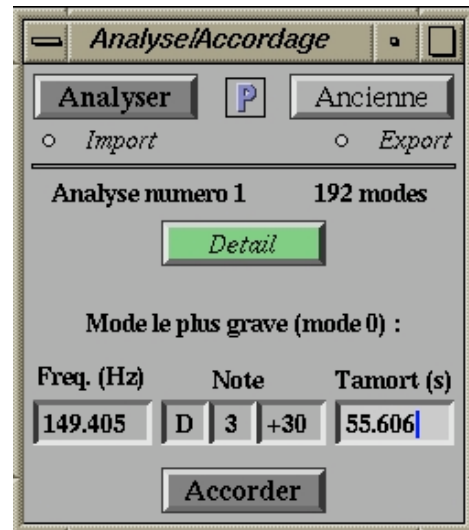 Analyse/Accordage
Analyser P Ancienne
Import Export
Analyse numero 1 192 modes
Detail
Mode le plus grave (mode 0) :
Freq. (Hz) Note Tamort (s)
149.405 D 3 +30 55.606
Accorder